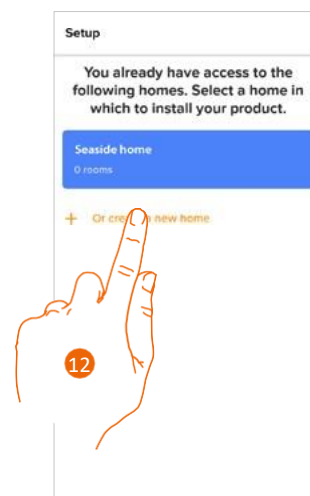 Setup
You already have access to the
following homes. Select a home in
which to install your product.
Seaside home
0 rooms
+ Or create a new home
12